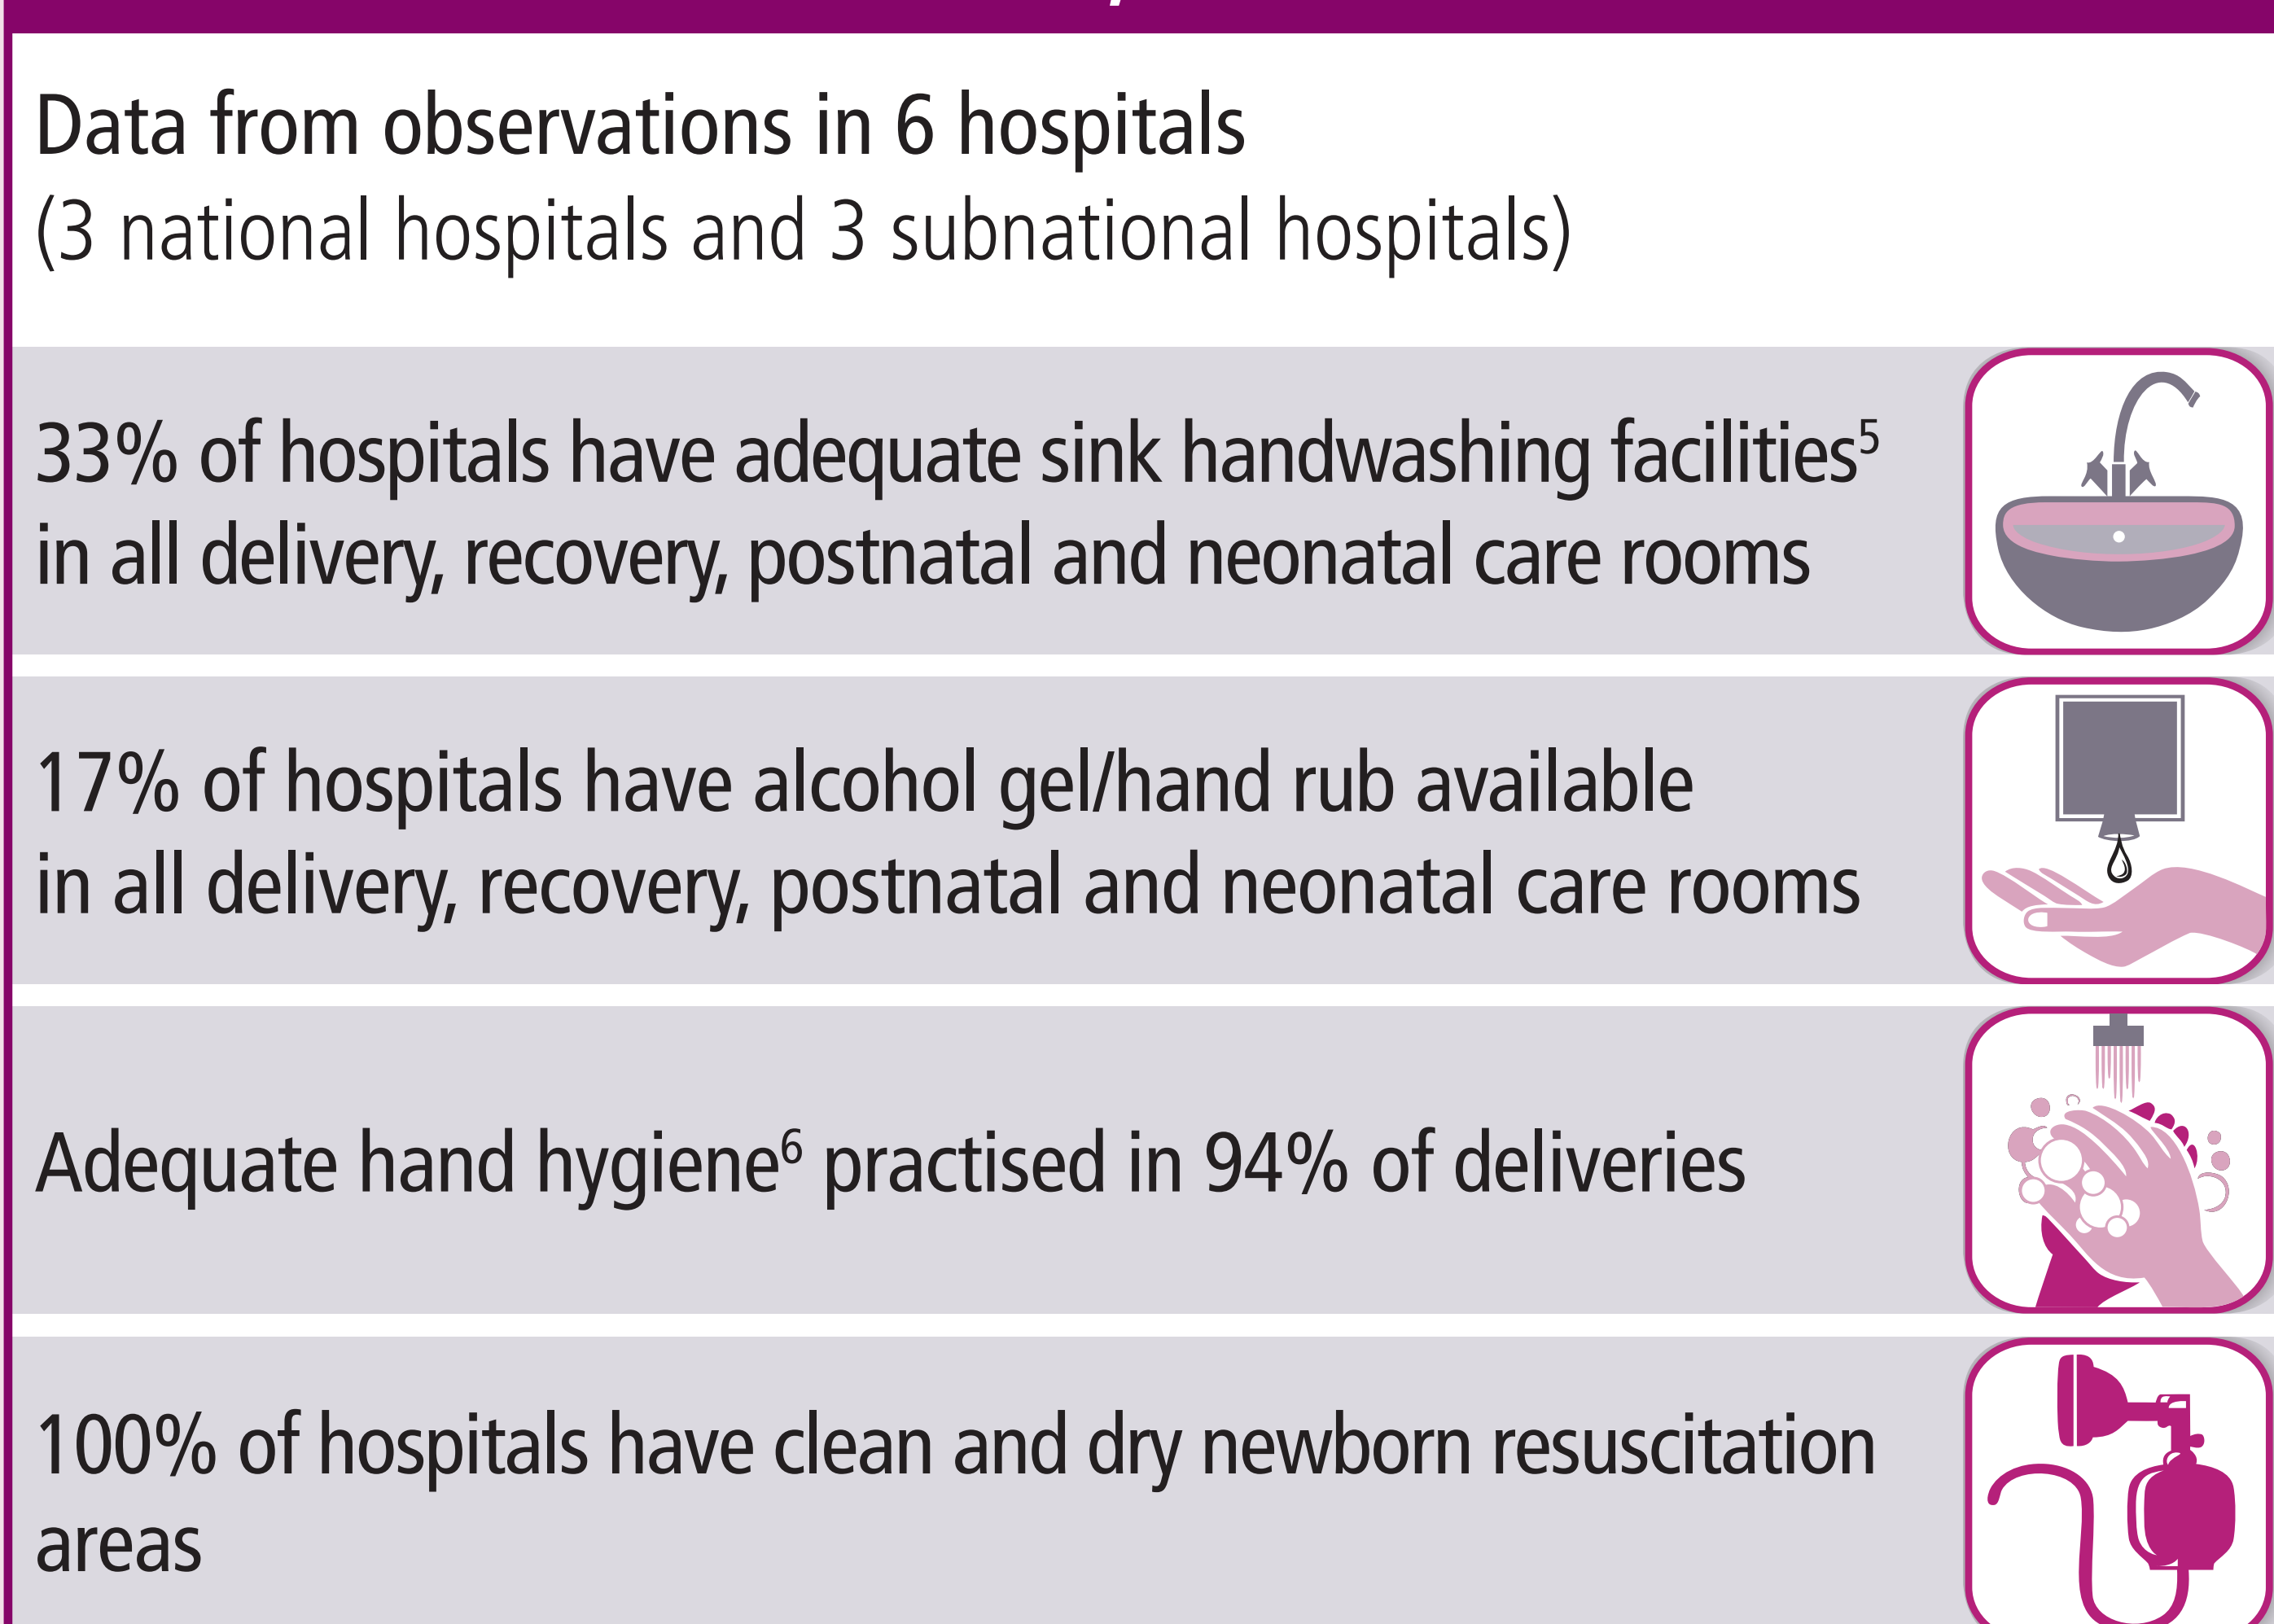 Data from observations in 6 hospitals
(3 national hospitals and 3 subnational hospitals)
33% of hospitals have adequate sink handwashing facilities⁵
in all delivery, recovery, postnatal and neonatal care rooms
17% of hospitals have alcohol gel/hand rub available
in all delivery, recovery, postnatal and neonatal care rooms
Adequate hand hygiene⁶ practised in 94% of deliveries
100% of hospitals have clean and dry newborn resuscitation
areas